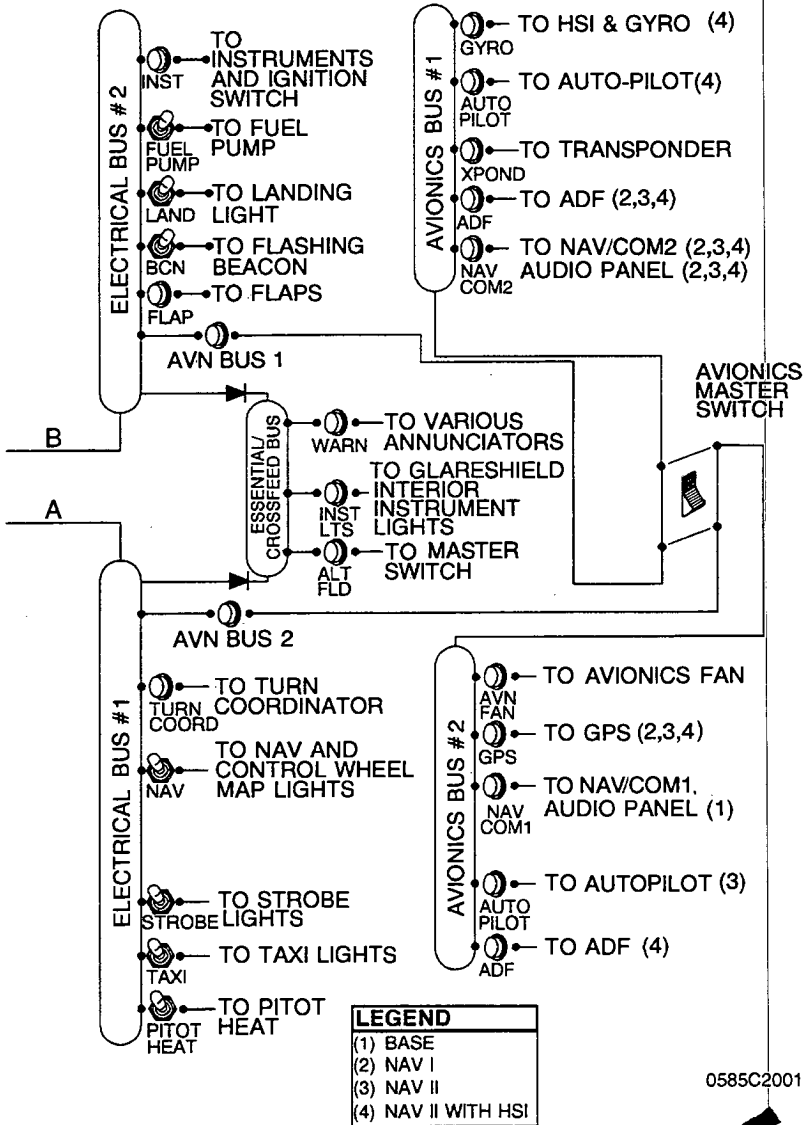 ELECTRICAL BUS #2
INST
TO
INSTRUMENTS
AND IGNITION
SWITCH
FUEL
PUMP
TO FUEL
PUMP
LAND
TO LANDING
LIGHT
BCN
TO FLASHING
BEACON
FLAP
TO FLAPS
AVN BUS 1
AVIONICS BUS #1
GYRO
TO HSI & GYRO (4)
AUTO
PILOT
TO AUTO-PILOT(4)
XPOND
TO TRANSPONDER
ADF
TO ADF (2,3,4)
NAV
COM2
TO NAV/COM2 (2,3,4)
AUDIO PANEL (2,3,4)
AVIONICS
MASTER
SWITCH
B
A
ESSENTIAL/
CROSSFEED BUS
WARN
TO VARIOUS
ANNUNCIATORS
INST
LTS
TO GLARESHIELD
INTERIOR
INSTRUMENT
LIGHTS
ALT
FLD
TO MASTER
SWITCH
ELECTRICAL BUS #1
AVN BUS 2
TURN
COORD
TO TURN
COORDINATOR
NAV
TO NAV AND
CONTROL WHEEL
MAP LIGHTS
STROBE
TO STROBE
LIGHTS
TAXI
TO TAXI LIGHTS
PITOT
HEAT
TO PITOT
HEAT
AVIONICS BUS #2
AVN
FAN
TO AVIONICS FAN
GPS
TO GPS (2,3,4)
NAV
COM1
TO NAV/COM1,
AUDIO PANEL (1)
AUTO
PILOT
TO AUTOPILOT (3)
ADF
TO ADF (4)
LEGEND
(1) BASE
(2) NAV I
(3) NAV II
(4) NAV II WITH HSI
0585C2001